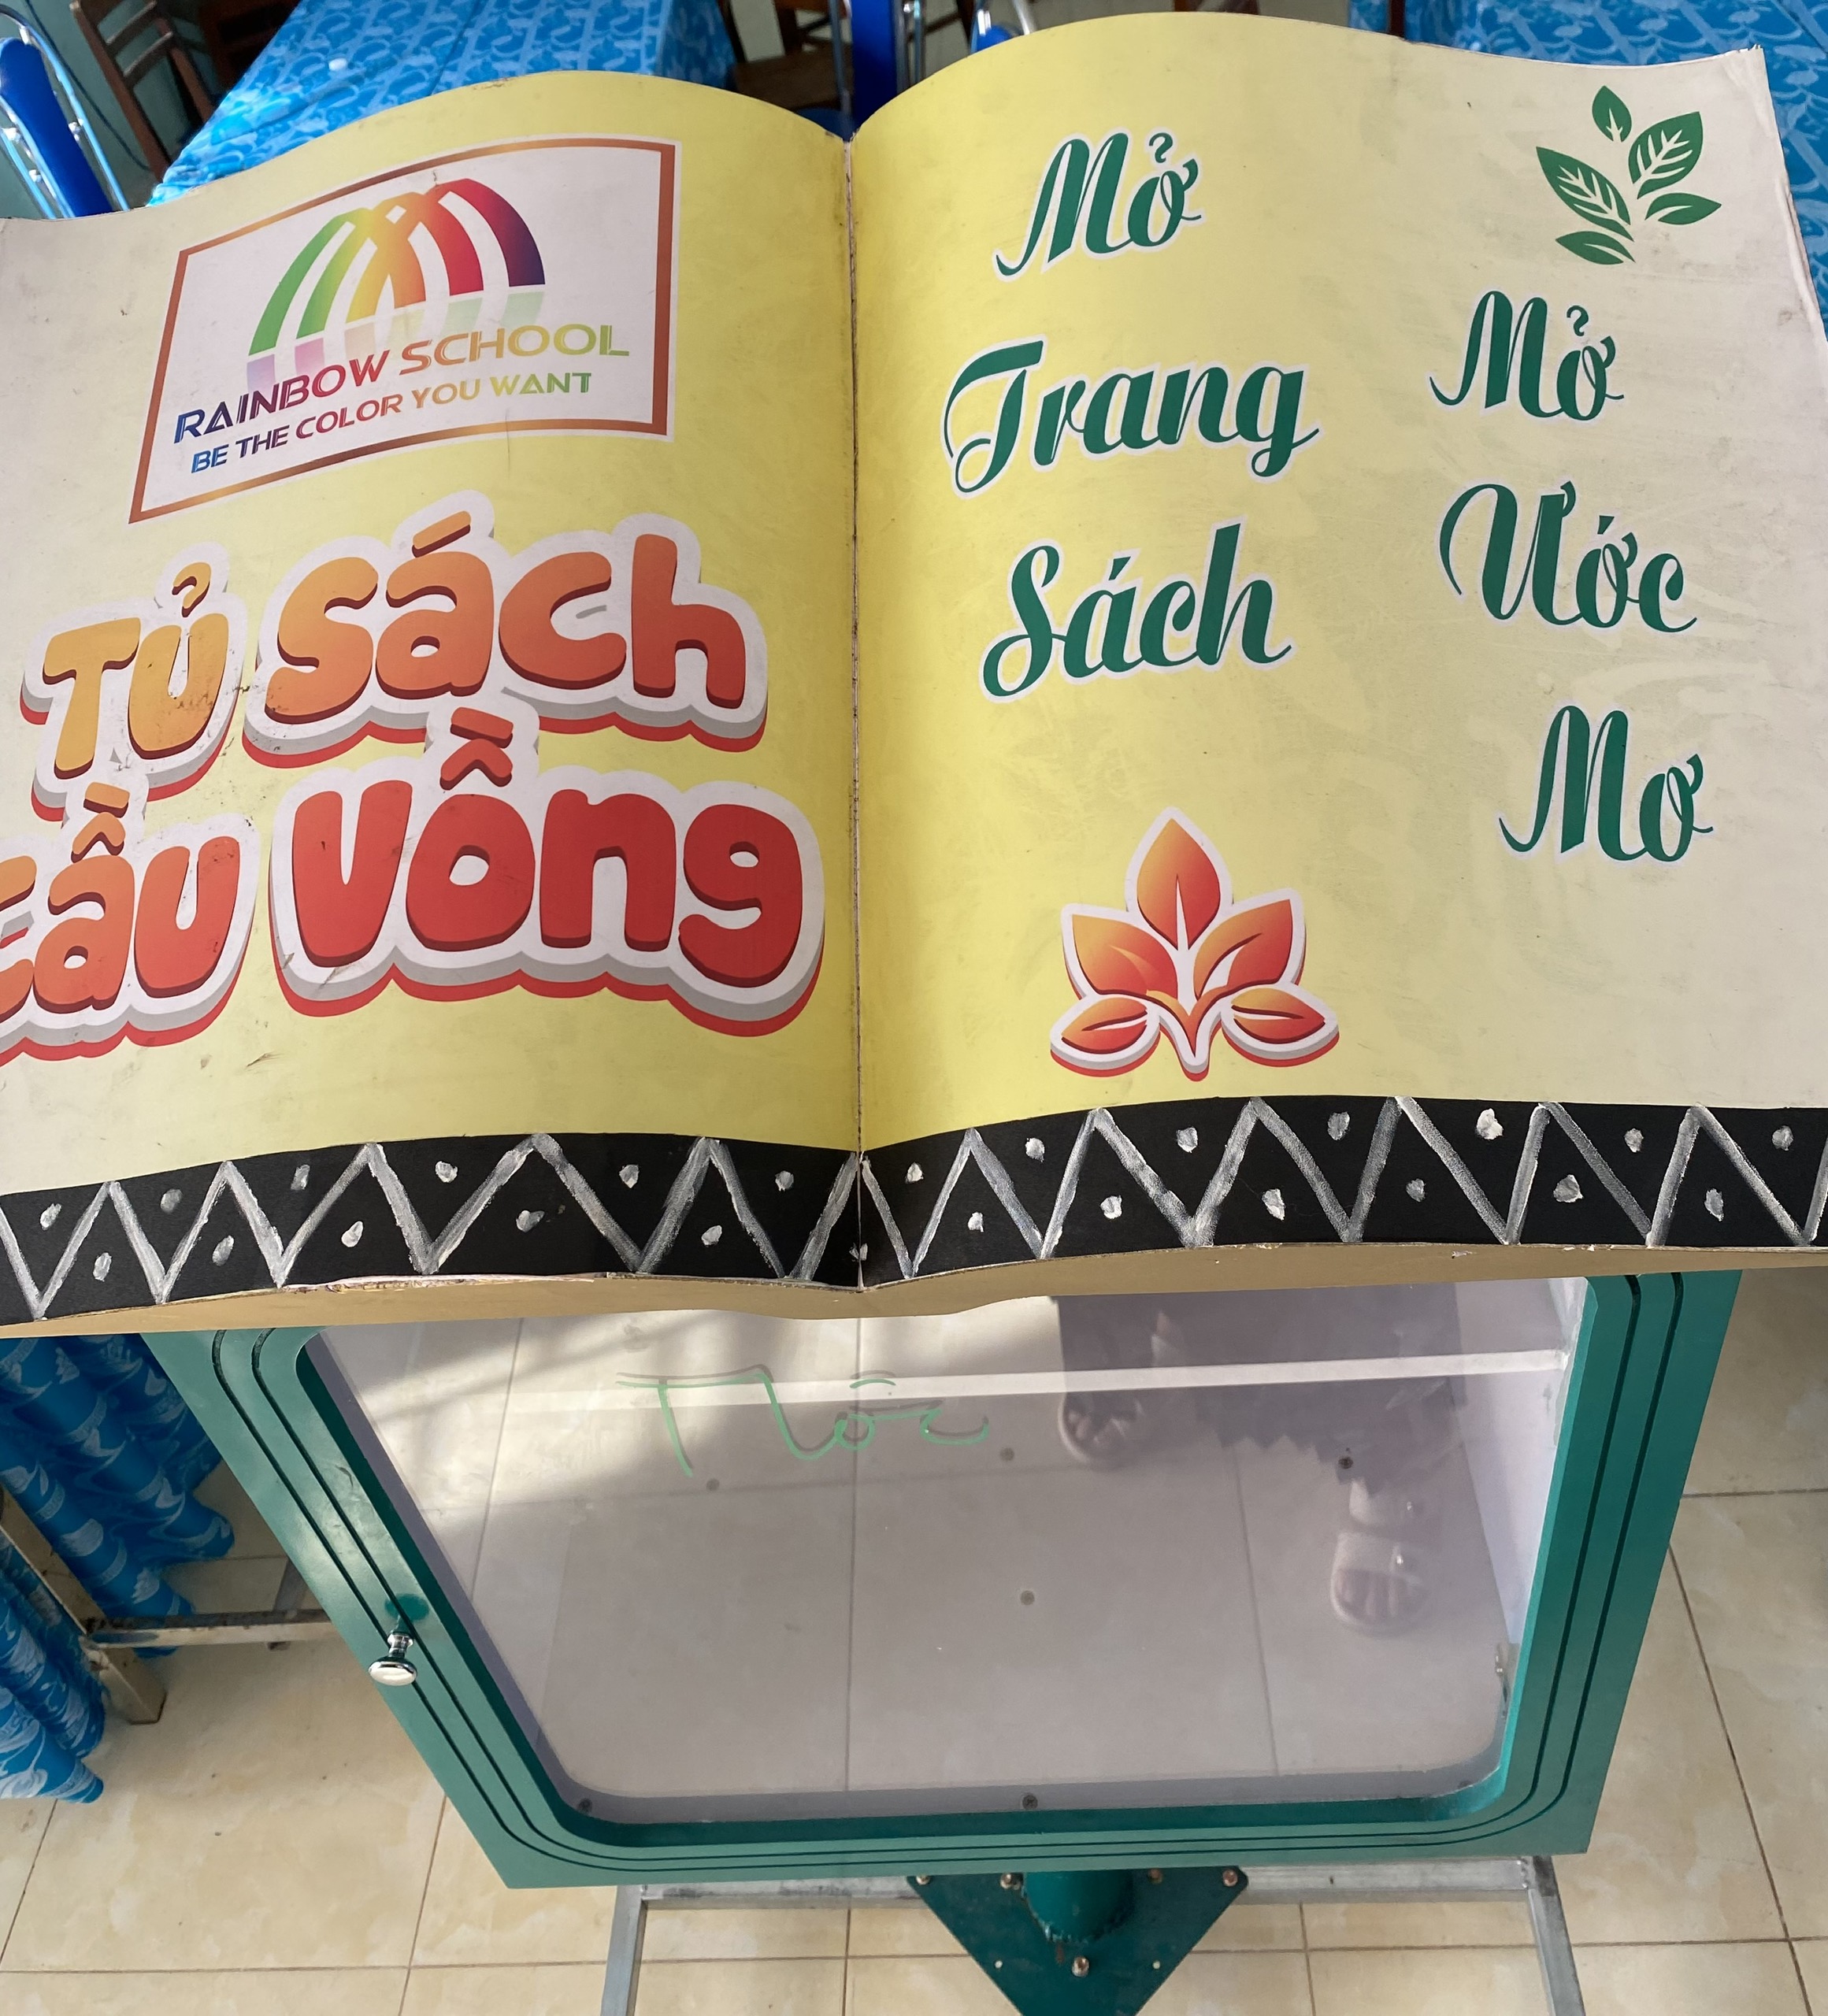 RAINBOW SCHOOL
BE THE COLOR YOU WANT
Tủ Sách
Cầu Vồng
Mở
Trang
Sách
Mở
Ước
Mơ